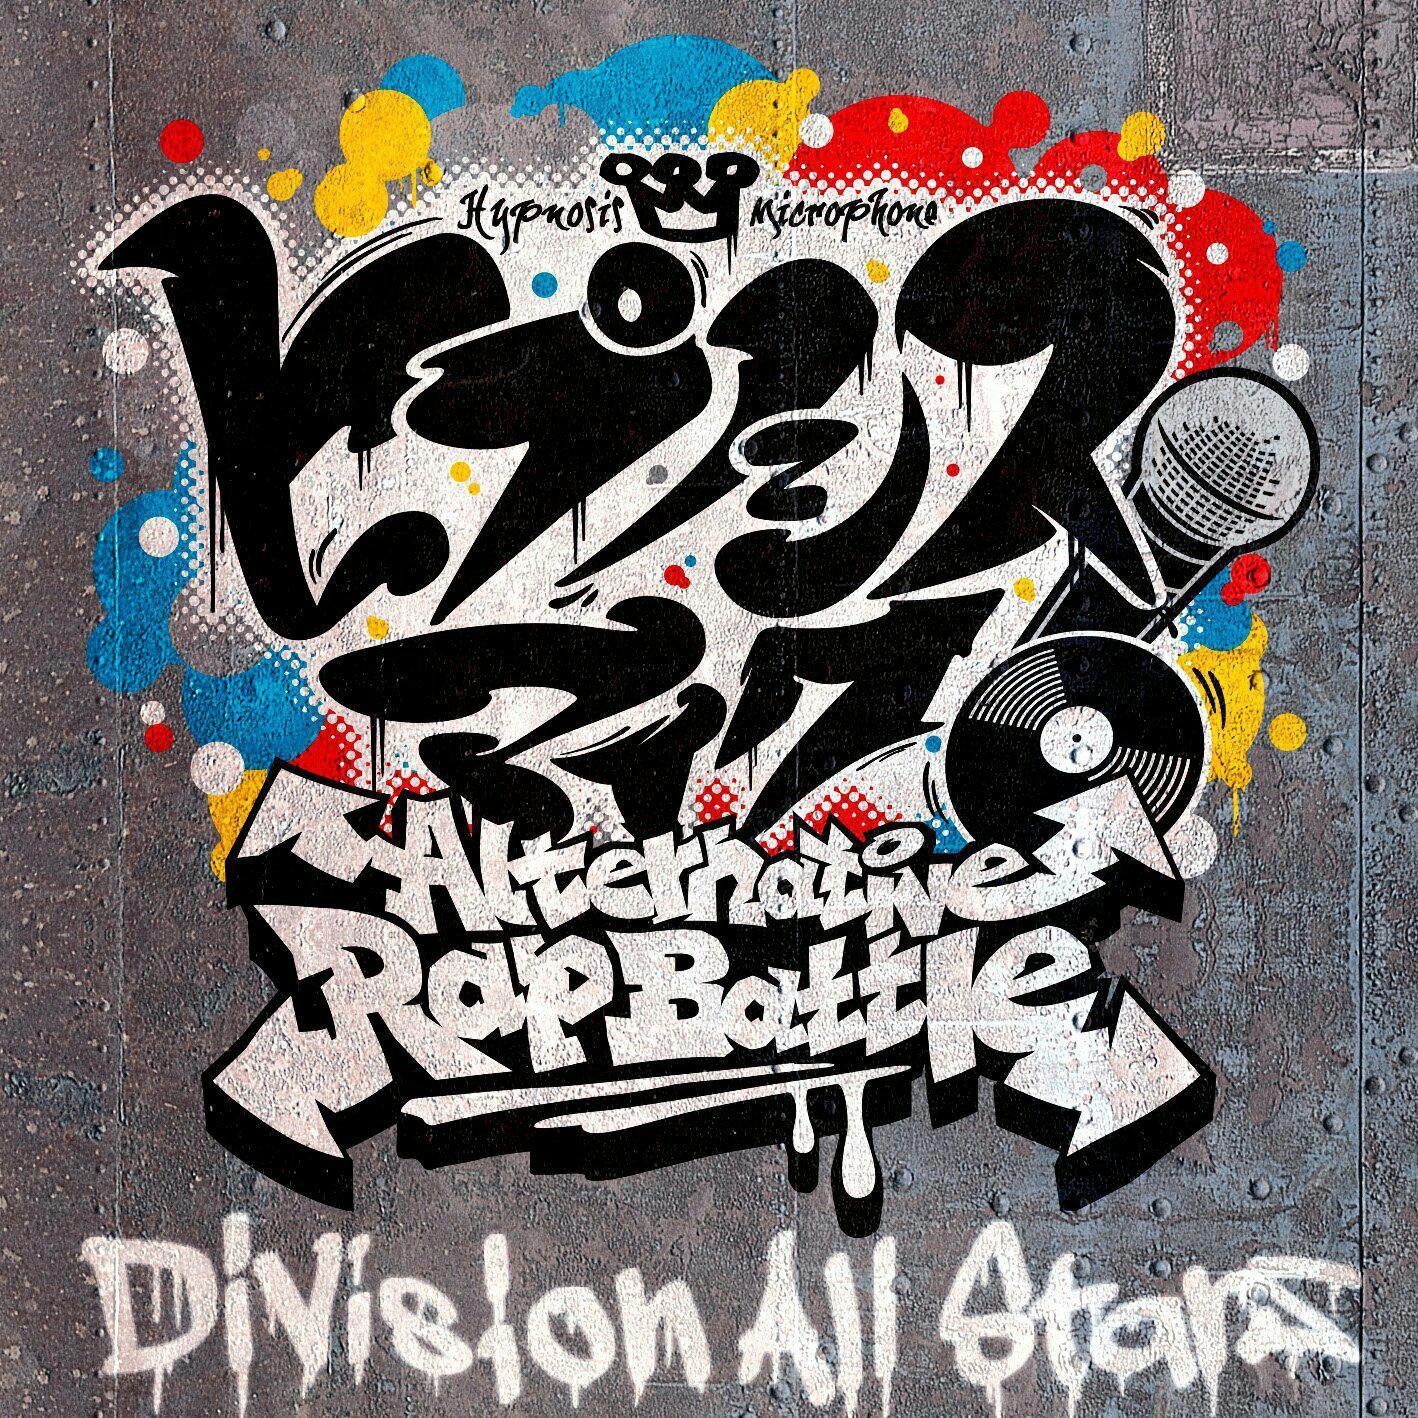 Hypnosis Microphone
ヒプノシス
マイク
Alternative
Rap Battle
Division All Stars